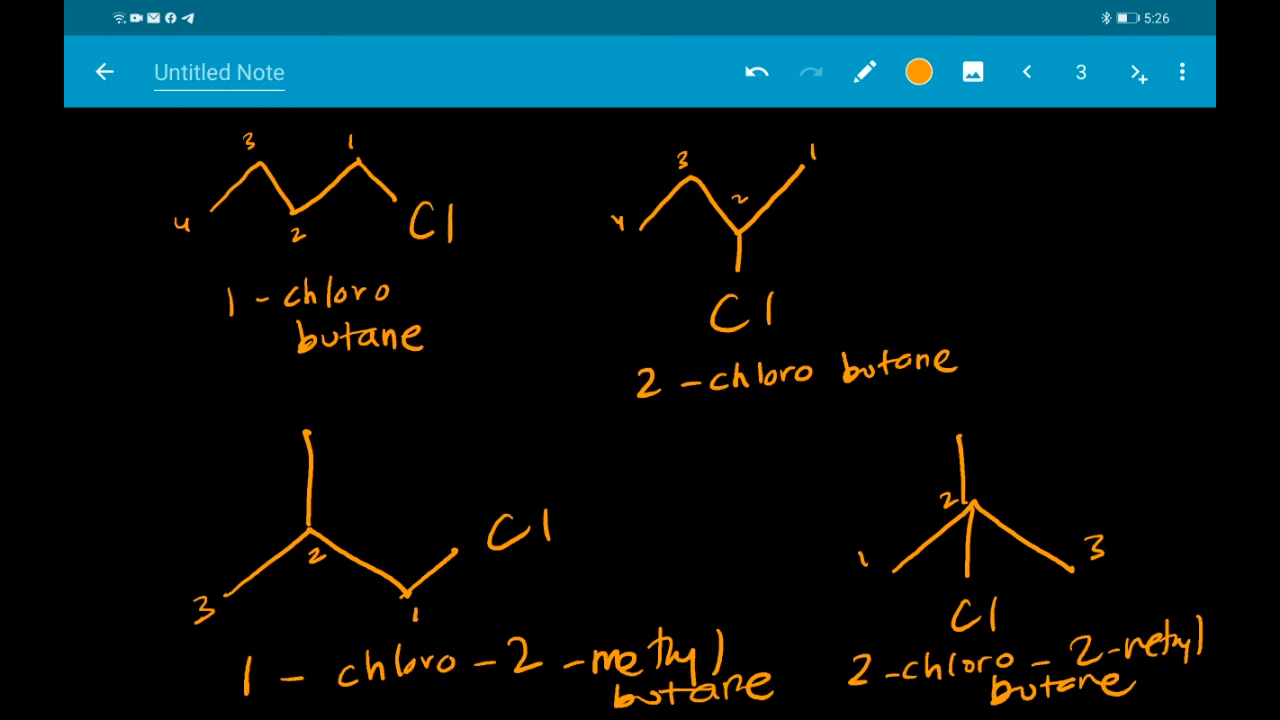 5:26
Untitled Note
3
3
1
4
2
Cl
1 - chloro
butane
3
1
2
4
Cl
2 - chloro butane
Cl
2
3
1
1 - chloro - 2 - methyl
butane
2
1
3
Cl
2 - chloro - 2 - methyl
butane